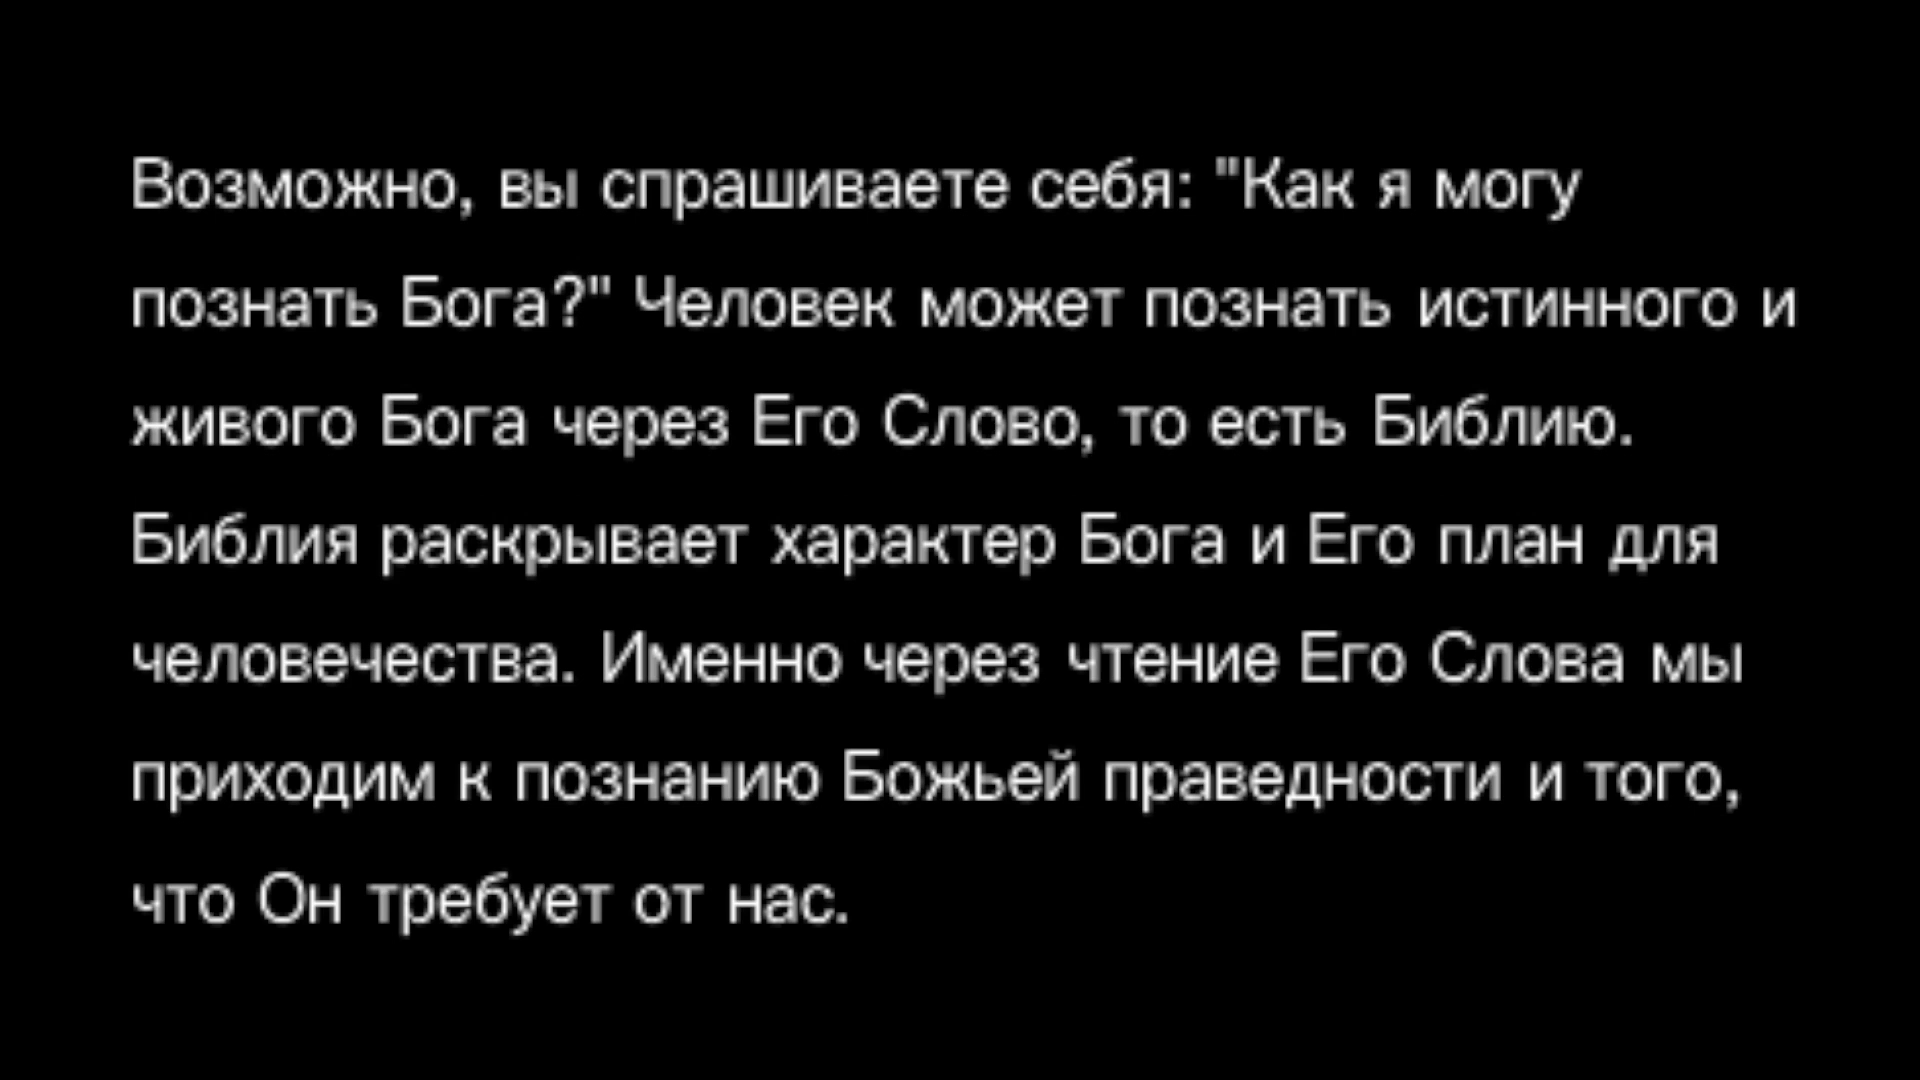 Возможно, вы спрашиваете себя: "Как я могу
познать Бога?" Человек может познать истинного и
живого Бога через Его Слово, то есть Библию.
Библия раскрывает характер Бога и Его план для
человечества. Именно через чтение Его Слова мы
приходим к познанию Божьей праведности и того,
что Он требует от нас.